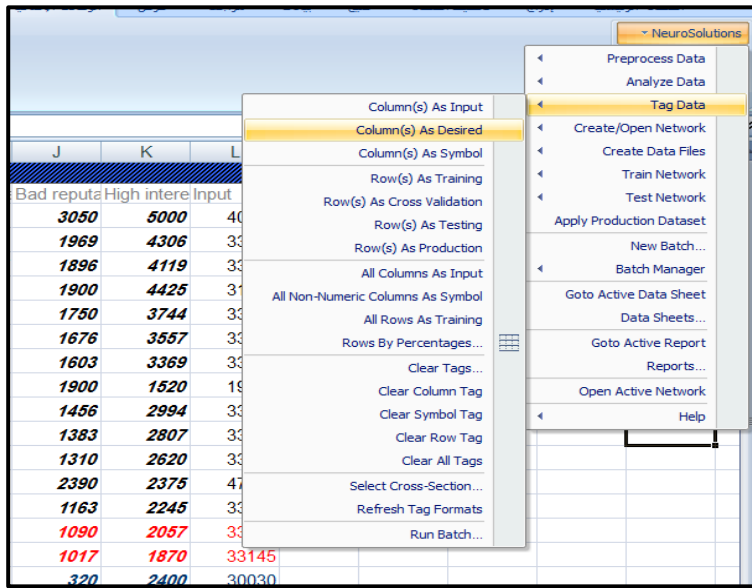 NeuroSolutions
Preprocess Data
Analyze Data
Tag Data
Create/Open Network
Create Data Files
Train Network
Test Network
Apply Production Dataset
New Batch...
Batch Manager
Goto Active Data Sheet
Data Sheets...
Goto Active Report
Reports...
Open Active Network
Help
Column(s) As Input
Column(s) As Desired
Column(s) As Symbol
Row(s) As Training
Row(s) As Cross Validation
Row(s) As Testing
Row(s) As Production
All Columns As Input
All Non-Numeric Columns As Symbol
All Rows As Training
Rows By Percentages...
Clear Tags...
Clear Column Tag
Clear Symbol Tag
Clear Row Tag
Clear All Tags
Select Cross-Section...
Refresh Tag Formats
Run Batch...
J K L
Bad reputa High intere Input
3050 5000
1969 4306
1896 4119
1900 4425
1750 3744
1676 3557
1603 3369
1900 1520
1456 2994
1383 2807
1310 2620
2390 2375
1163 2245
1090 2057
1017 1870 33145
320 2400 30030